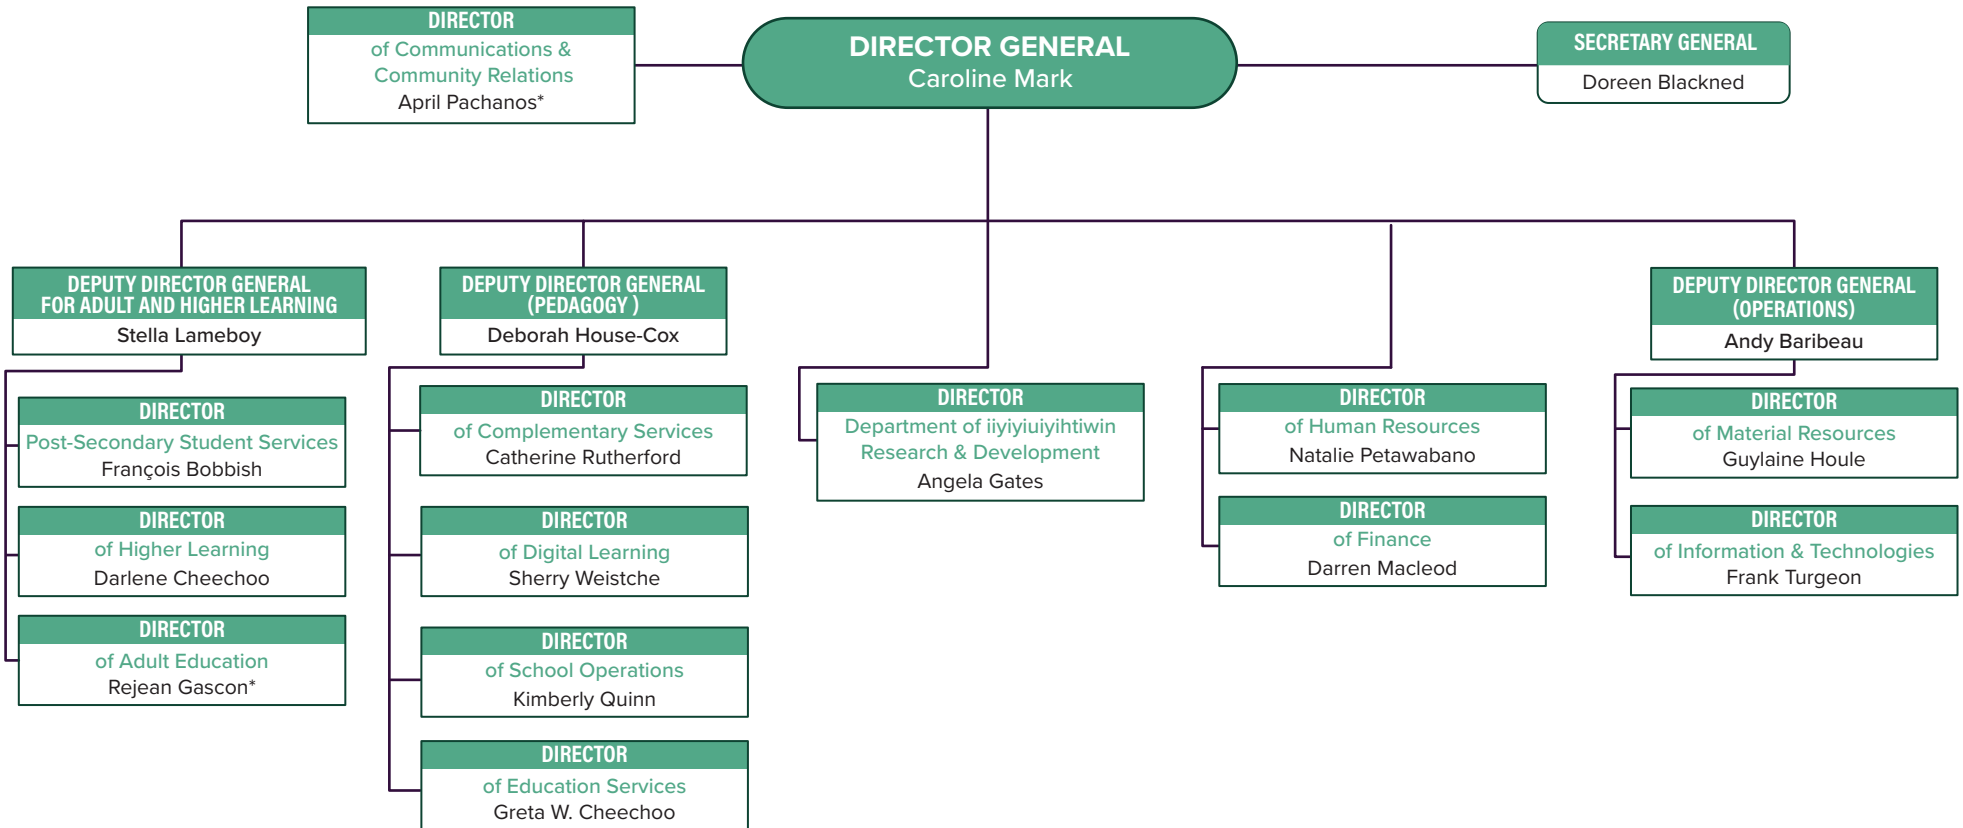 DIRECTOR
of Communications &
Community Relations
April Pachanos*
DIRECTOR GENERAL
Caroline Mark
SECRETARY GENERAL
Doreen Blackned
DEPUTY DIRECTOR GENERAL
FOR ADULT AND HIGHER LEARNING
Stella Lameboy
DIRECTOR
Post-Secondary Student Services
François Bobbish
DIRECTOR
of Higher Learning
Darlene Cheechoo
DIRECTOR
of Adult Education
Rejean Gascon*
DEPUTY DIRECTOR GENERAL
(PEDAGOGY )
Deborah House-Cox
DIRECTOR
of Complementary Services
Catherine Rutherford
DIRECTOR
of Digital Learning
Sherry Weistche
DIRECTOR
of School Operations
Kimberly Quinn
DIRECTOR
of Education Services
Greta W. Cheechoo
DIRECTOR
Department of iiyiyiuiyihtiwin
Research & Development
Angela Gates
DIRECTOR
of Human Resources
Natalie Petawabano
DIRECTOR
of Finance
Darren Macleod
DEPUTY DIRECTOR GENERAL
(OPERATIONS)
Andy Baribeau
DIRECTOR
of Material Resources
Guylaine Houle
DIRECTOR
of Information & Technologies
Frank Turgeon